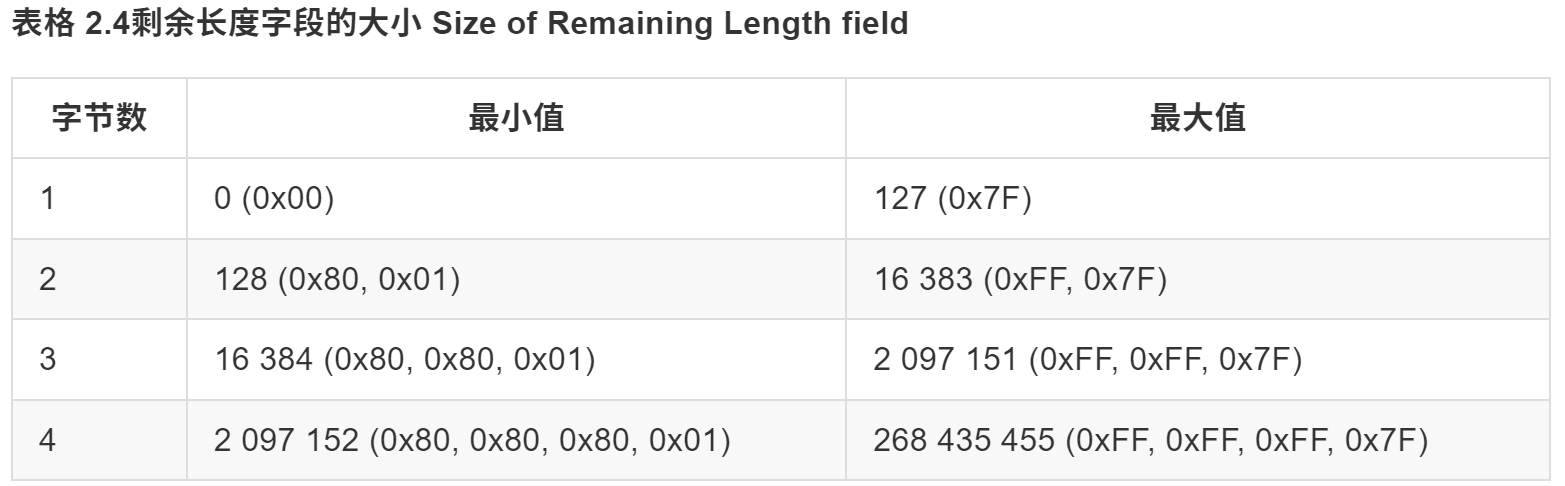 表格 2.4剩余长度字段的大小 Size of Remaining Length field
字节数 最小值 最大值
1 0 (0x00) 127 (0x7F)
2 128 (0x80, 0x01) 16 383 (0xFF, 0x7F)
3 16 384 (0x80, 0x80, 0x01) 2 097 151 (0xFF, 0xFF, 0x7F)
4 2 097 152 (0x80, 0x80, 0x80, 0x01) 268 435 455 (0xFF, 0xFF, 0xFF, 0x7F)